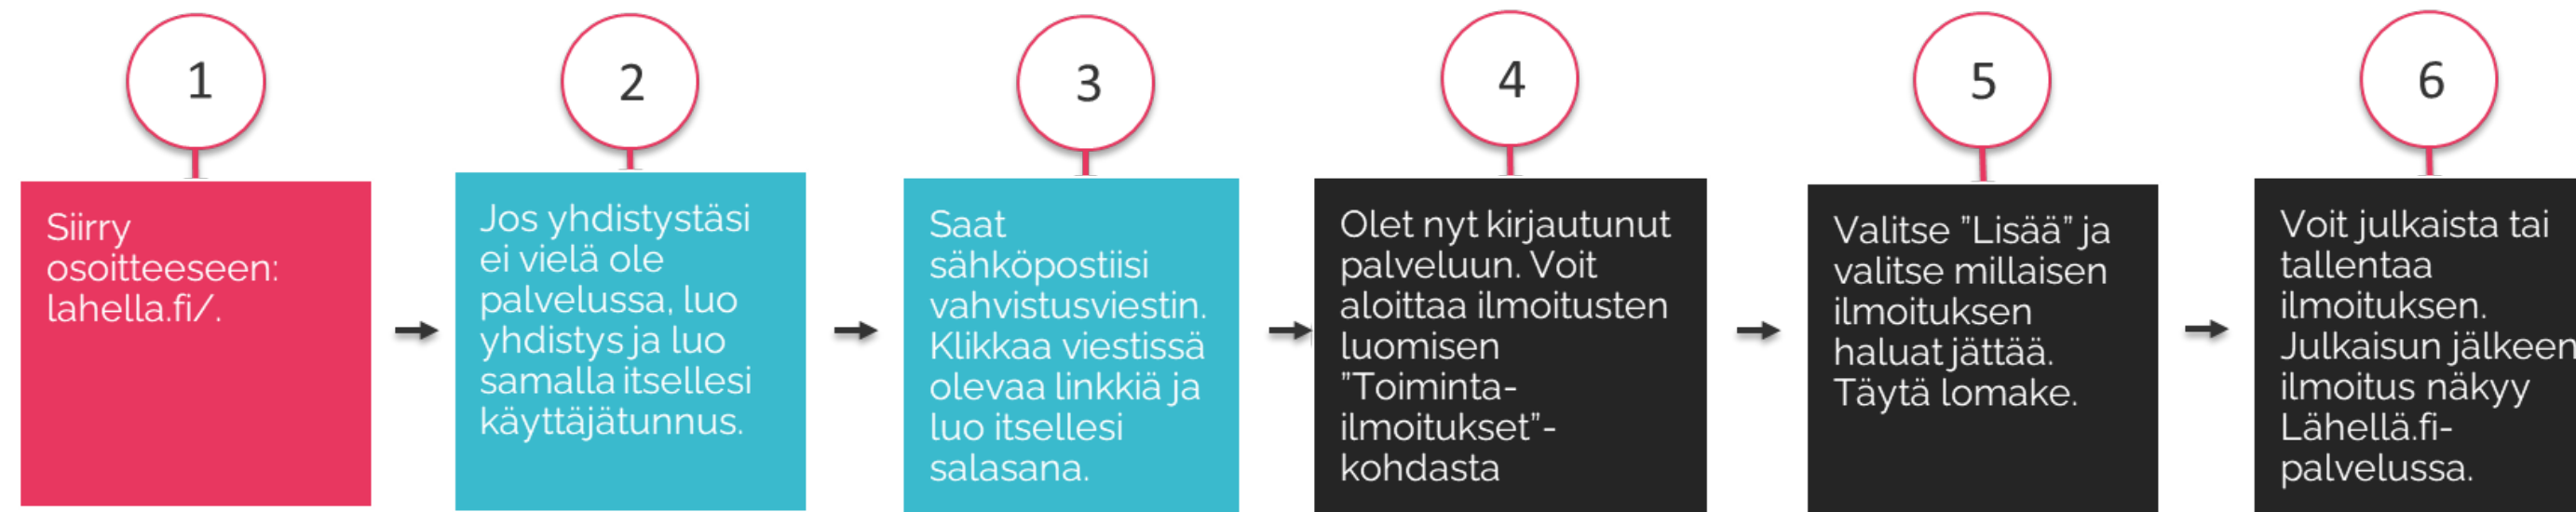 1
Siirry
osoitteeseen:
lahella.fi/.
2
Jos yhdistystäsi
ei vielä ole
palvelussa, luo
yhdistys ja luo
samalla itsellesi
käyttäjätunnus.
3
Saat
sähköpostiisi
vahvistusviestin.
Klikkaa viestissä
olevaa linkkiä ja
luo itsellesi
salasana.
4
Olet nyt kirjautunut
palveluun. Voit
aloittaa ilmoitusten
luomisen
”Toiminta-
ilmoitukset”-
kohdasta
5
Valitse ”Lisää” ja
valitse millaisen
ilmoituksen
haluat jättää.
Täytä lomake.
6
Voit julkaista tai
tallentaa
ilmoituksen.
Julkaisun jälkeen
ilmoitus näkyy
Lähellä.fi-
palvelussa.